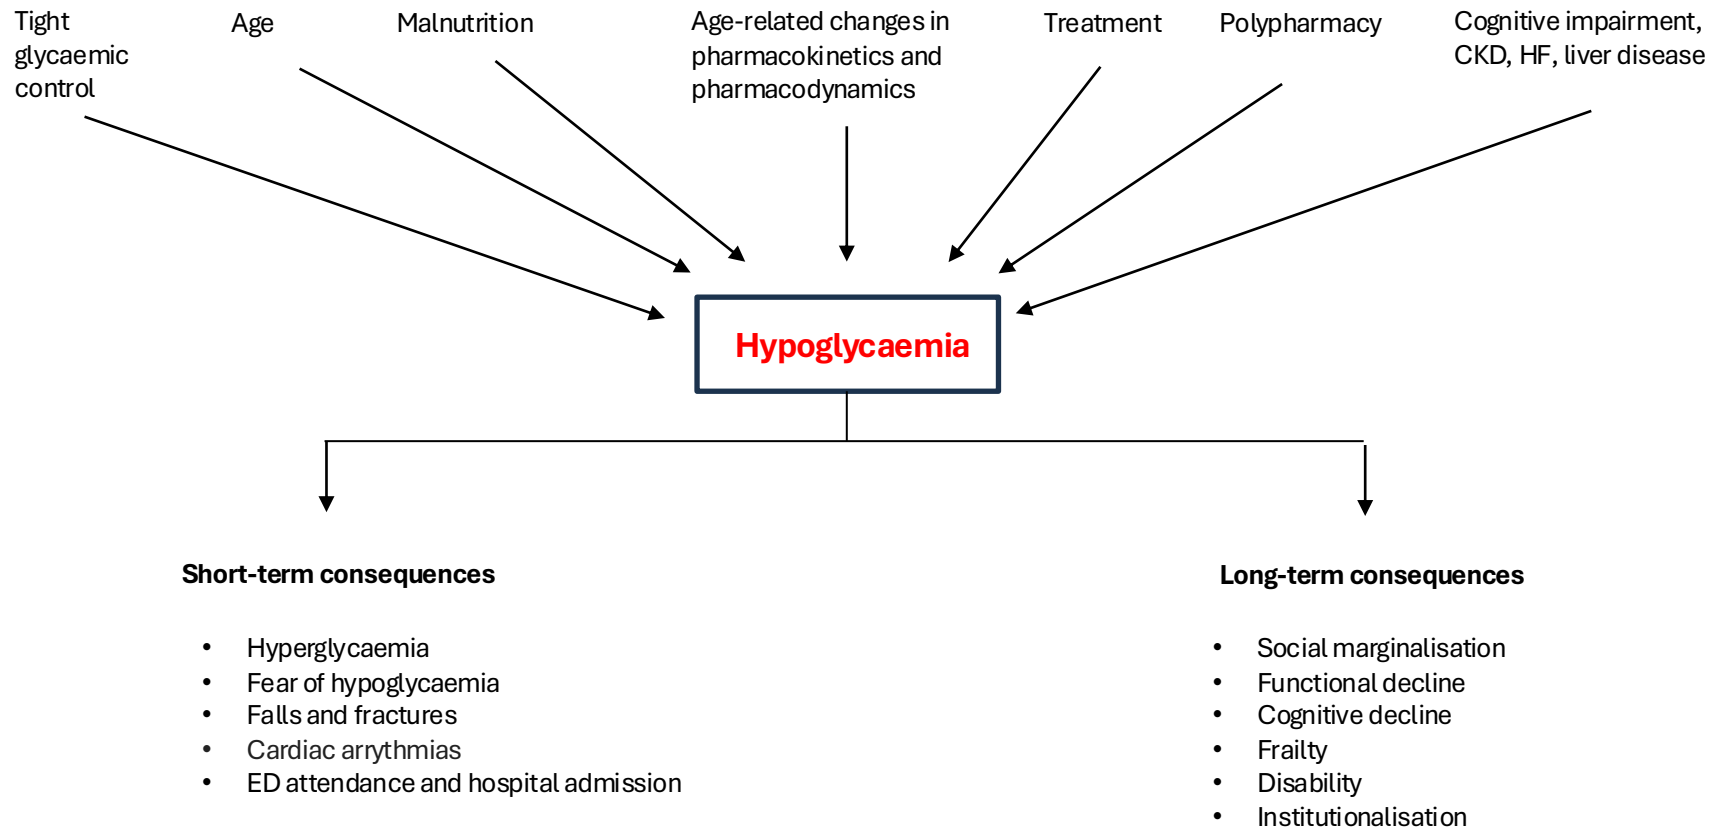 Tight
glycaemic
control
Age
Malnutrition
Age-related changes in
pharmacokinetics and
pharmacodynamics
Treatment
Polypharmacy
Cognitive impairment,
CKD, HF, liver disease
Hypoglycaemia
Short-term consequences
• Hyperglycaemia
• Fear of hypoglycaemia
• Falls and fractures
• Cardiac arrythmias
• ED attendance and hospital admission
Long-term consequences
• Social marginalisation
• Functional decline
• Cognitive decline
• Frailty
• Disability
• Institutionalisation